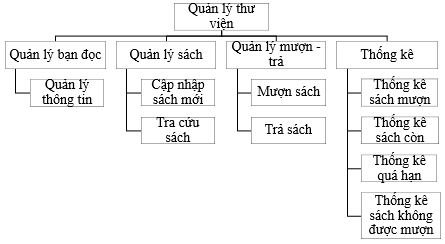 Quản lý thư
viện
Quản lý bạn đọc
Quản lý sách
Quản lý mượn -
trả
Thống kê
Quản lý
thông tin
Cập nhập
sách mới
Tra cứu
sách
Mượn sách
Trả sách
Thống kê
sách mượn
Thống kê
sách còn
Thống kê
quá hạn
Thống kê
sách không
được mượn